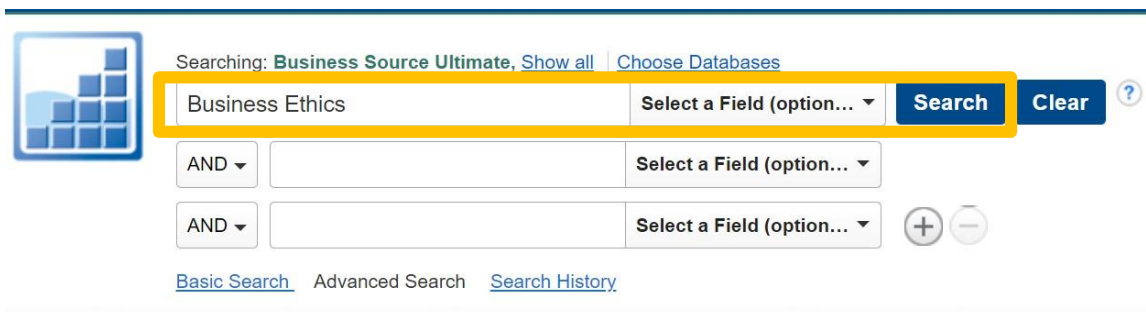 Searching: Business Source Ultimate, Show all Choose Databases
Business Ethics Select a Field (option... Search Clear ?
AND Select a Field (option...
AND Select a Field (option...
Basic Search Advanced Search Search History